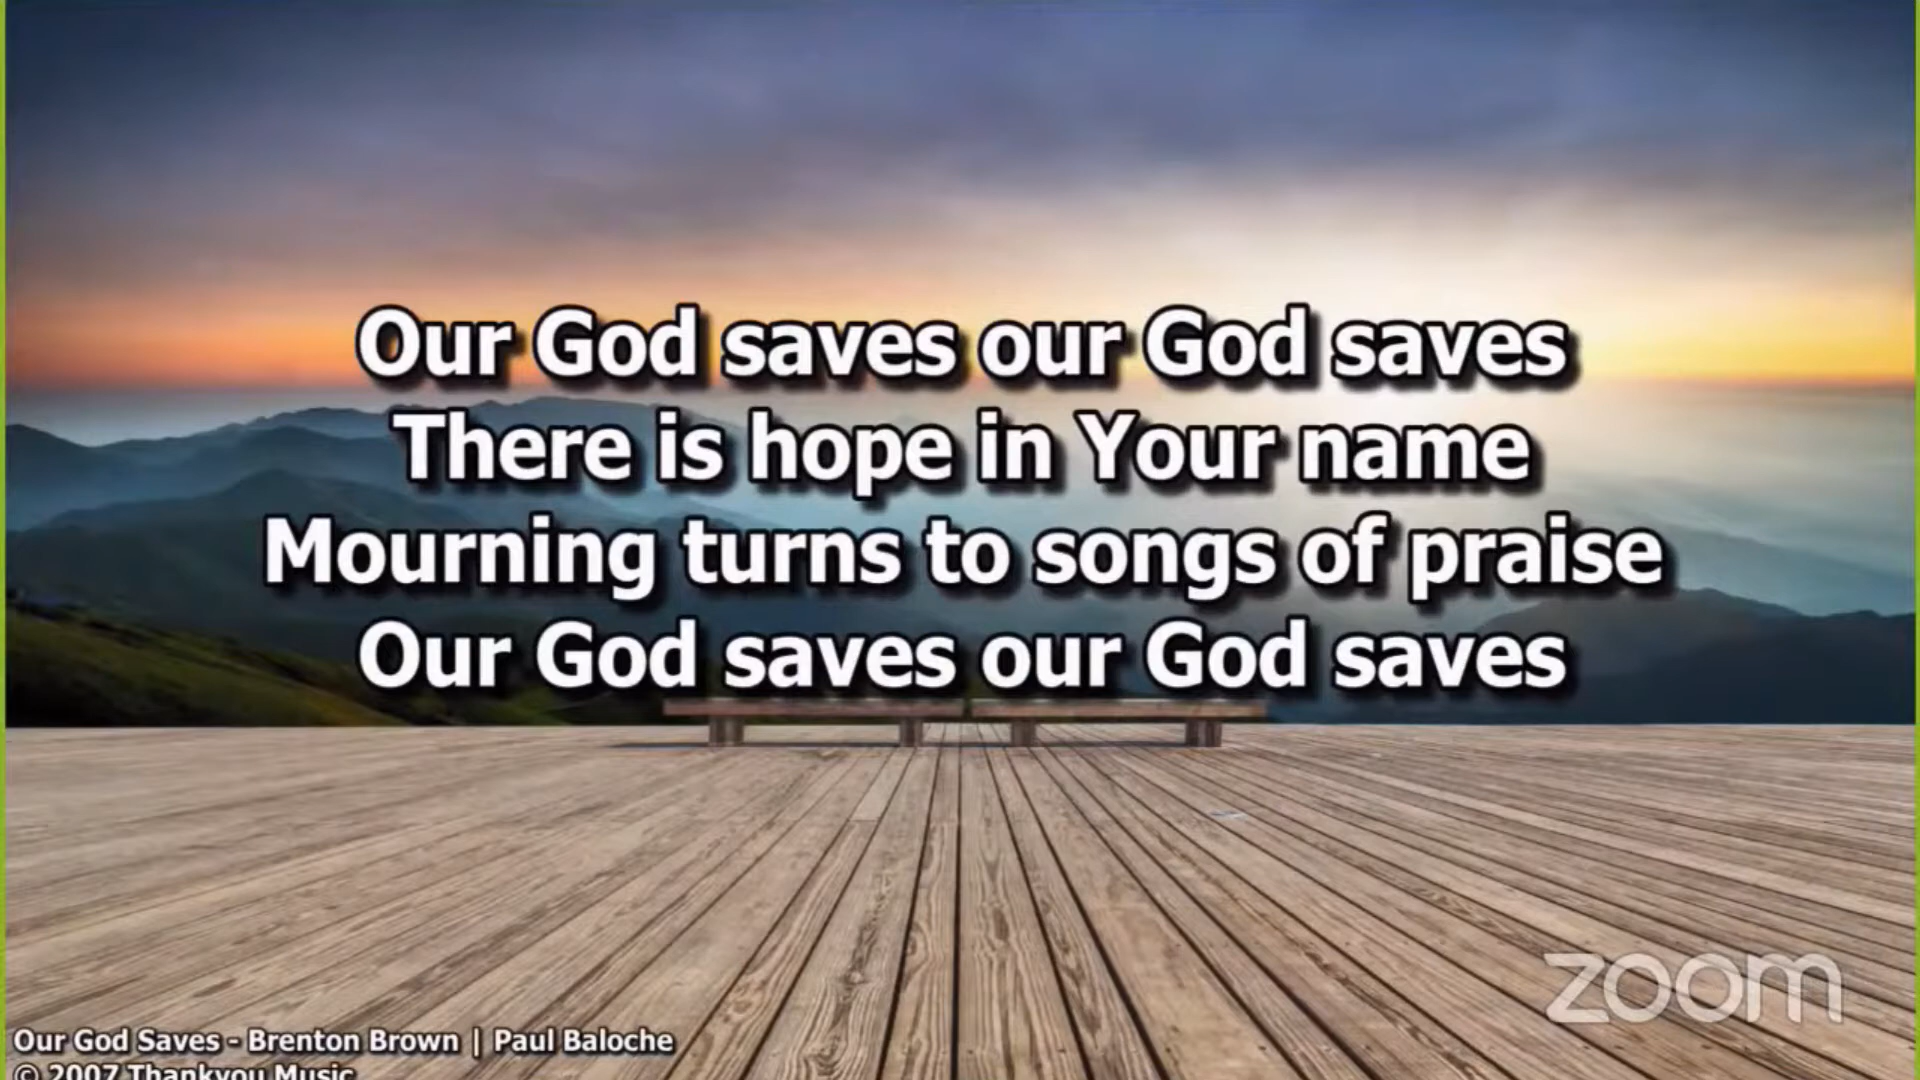 Our God saves our God saves
There is hope in Your name
Mourning turns to songs of praise
Our God saves our God saves
zoom
Our God Saves - Brenton Brown | Paul Baloche
© 2007 Thankyou Music